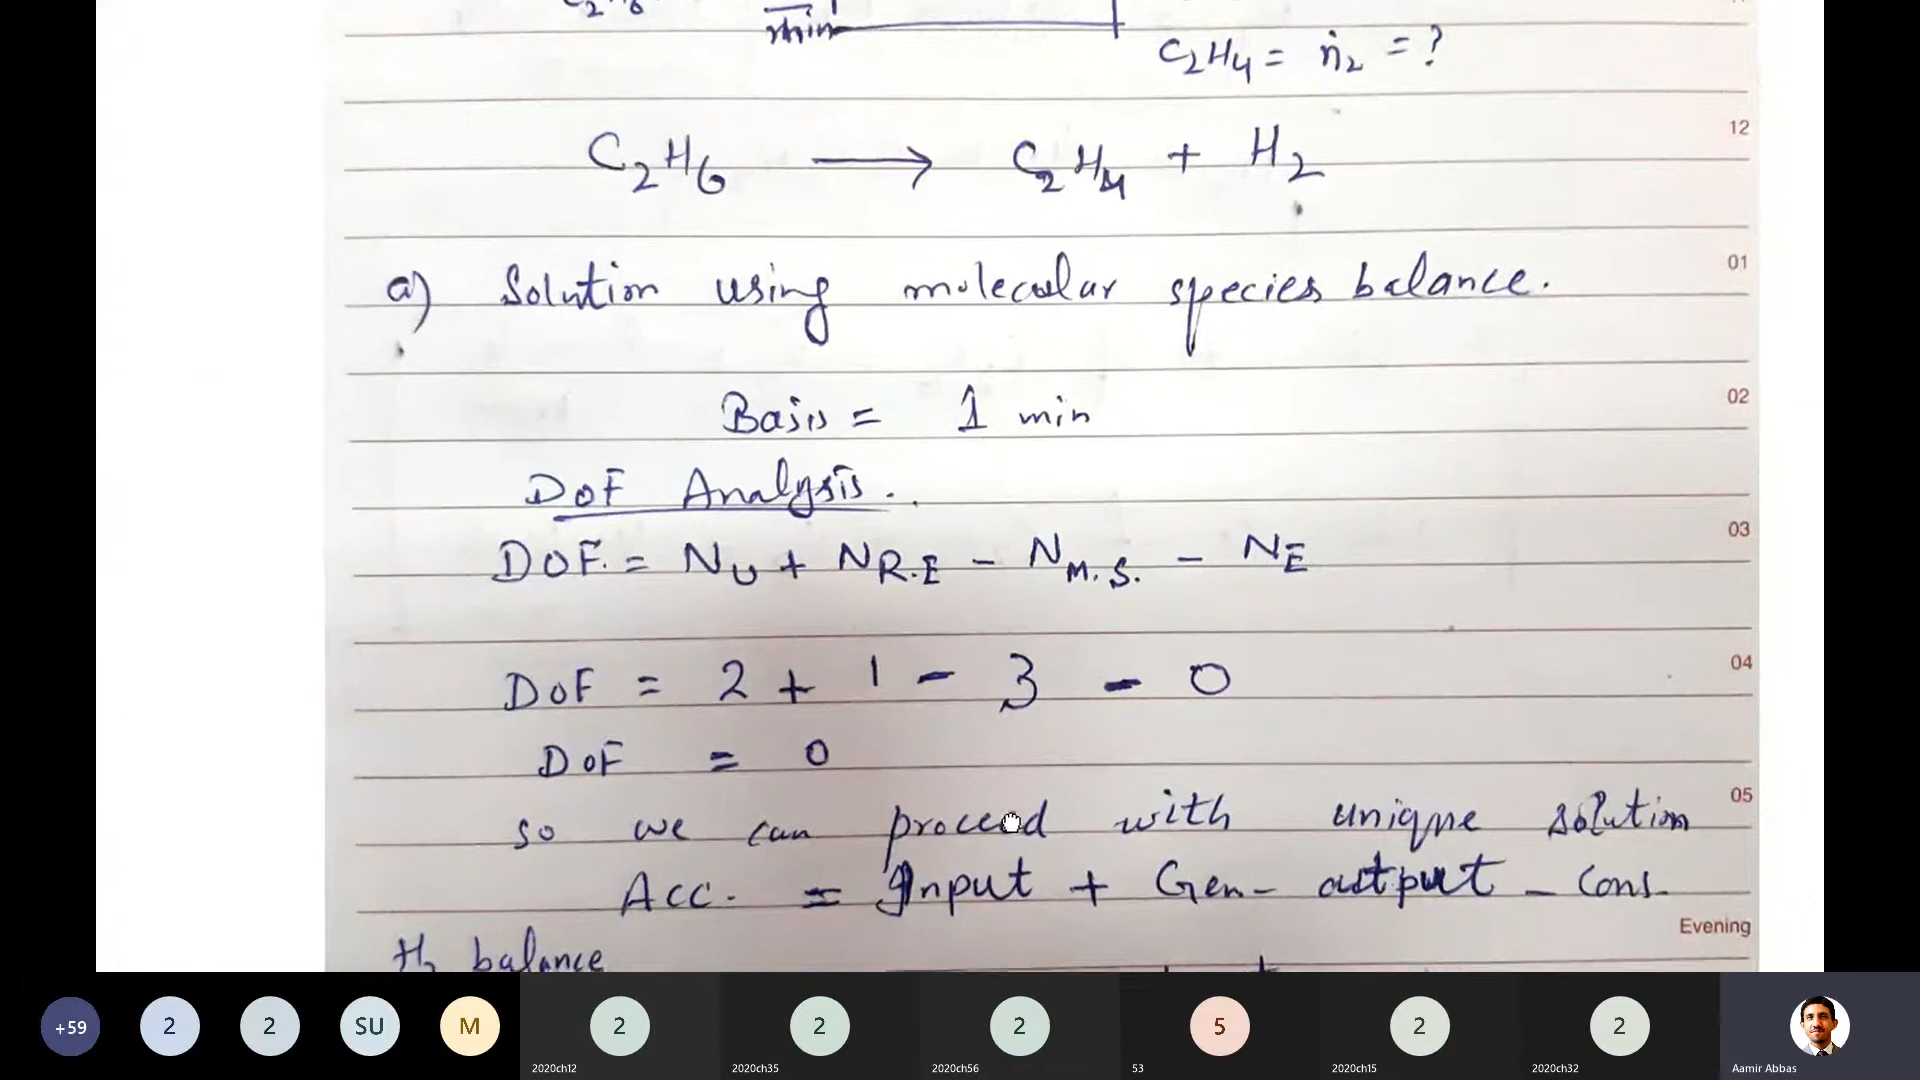 min
C2H4 = ṅ2 = ?
12
C2H6 → C2H4 + H2
01
a) Solution using molecular species balance.
02
Basis = 1 min
DOF Analysis.
03
DOF. = NU + NR.E - NM.S. - NE
04
DOF = 2 + 1 - 3 - 0
DOF = 0
05
so we can proceed with unique solution
Acc. = Input + Gen - output - Cons.
Evening
H2 balance
+59 2 2 SU M 2 2 2 5 2 2
2020ch12 2020ch35 2020ch56 53 2020ch15 2020ch32 Aamir Abbas